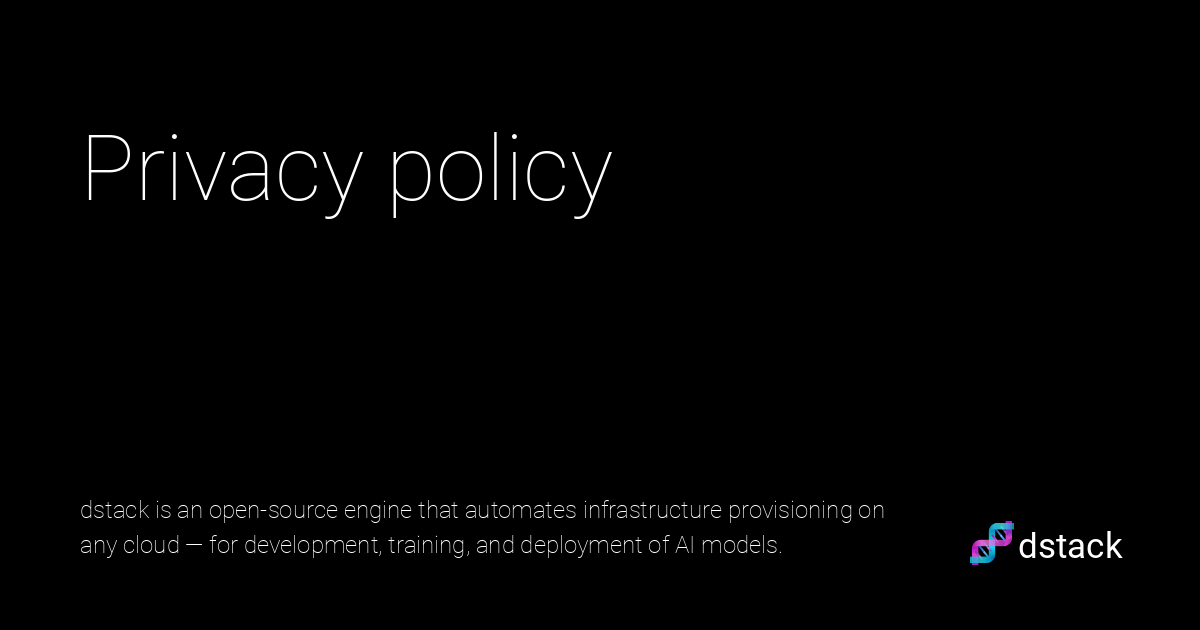 Privacy policy
dstack is an open-source engine that automates infrastructure provisioning on
any cloud — for development, training, and deployment of AI models.
dstack